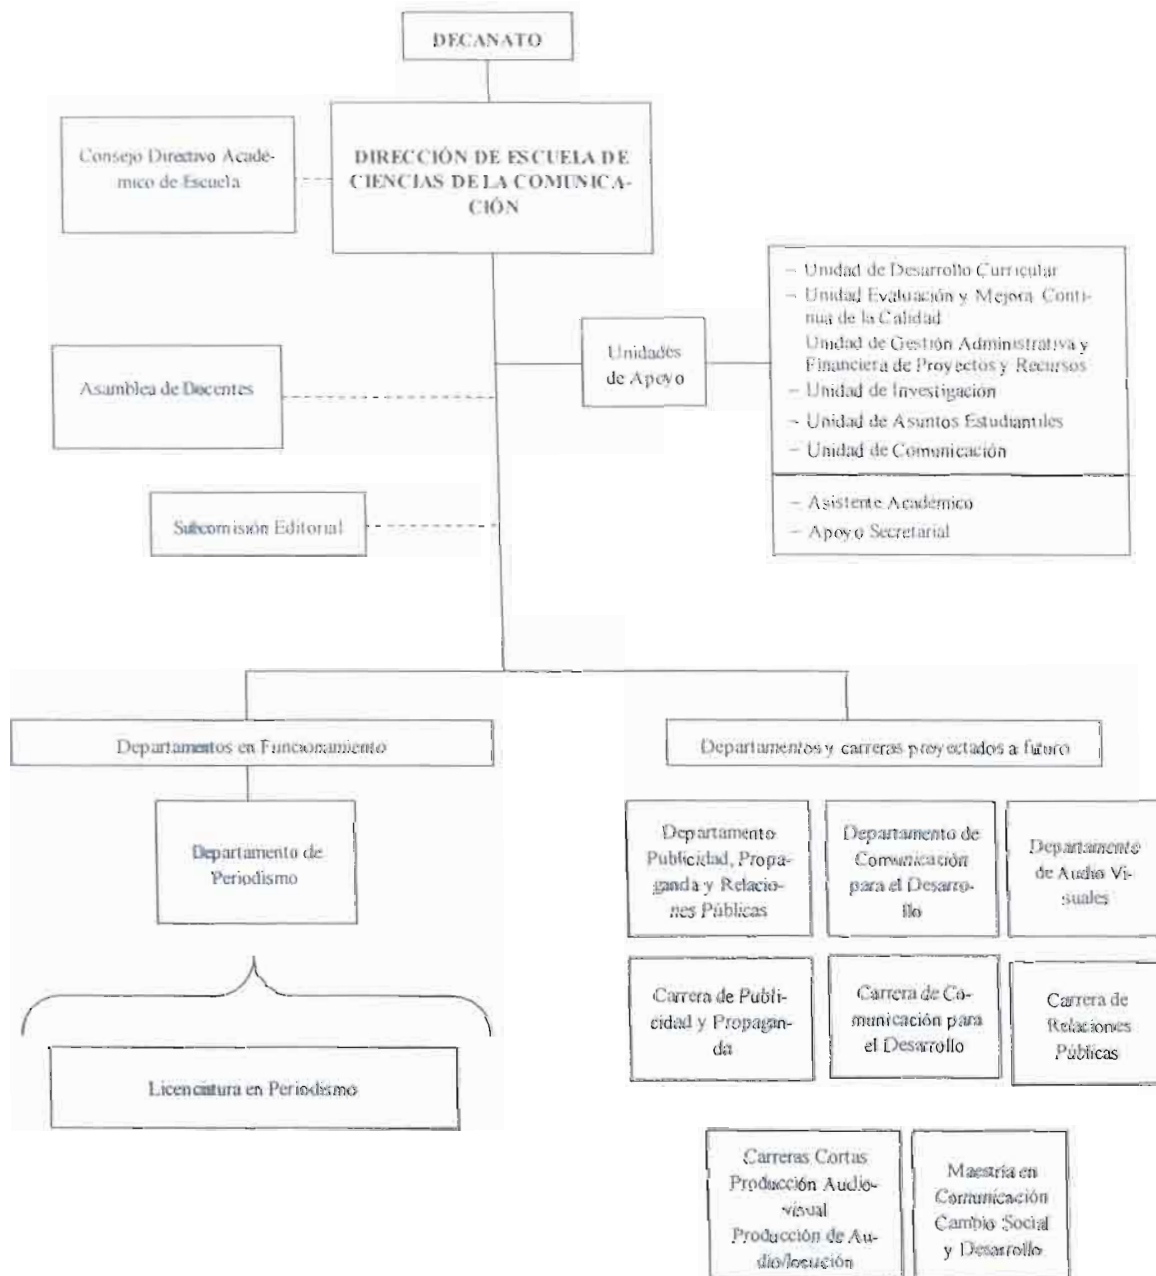 DECANATO
Consejo Directivo Acadé-
mico de Escuela
DIRECCIÓN DE ESCUELA DE
CIENCIAS DE LA COMUNICA-
CIÓN
– Unidad de Desarrollo Curricular
– Unidad Evaluación y Mejora Conti-
nua de la Calidad
Unidad de Gestión Administrativa y
Financiera de Proyectos y Recursos
– Unidad de Investigación
– Unidad de Asuntos Estudiantiles
– Unidad de Comunicación
– Asistente Académico
– Apoyo Secretarial
Unidades
de Apoyo
Asamblea de Docentes
Subcomisión Editorial
Departamentos en Funcionamiento
Departamento de
Periodismo
Licenciatura en Periodismo
Departamentos y carreras proyectados a futuro
Departamento
Publicidad, Propa-
ganda y Relacio-
nes Públicas
Departamento de
Comunicación
para el Desarro-
llo
Departamento
de Audio Vi-
suales
Carrera de Publi-
cidad y Propagan-
da
Carrera de Co-
municación para
el Desarrollo
Carrera de
Relaciones
Públicas
Carreras Cortas
Producción Audio-
visual
Producción de Au-
dio/locución
Maestría en
Comunicación
Cambio Social
y Desarrollo